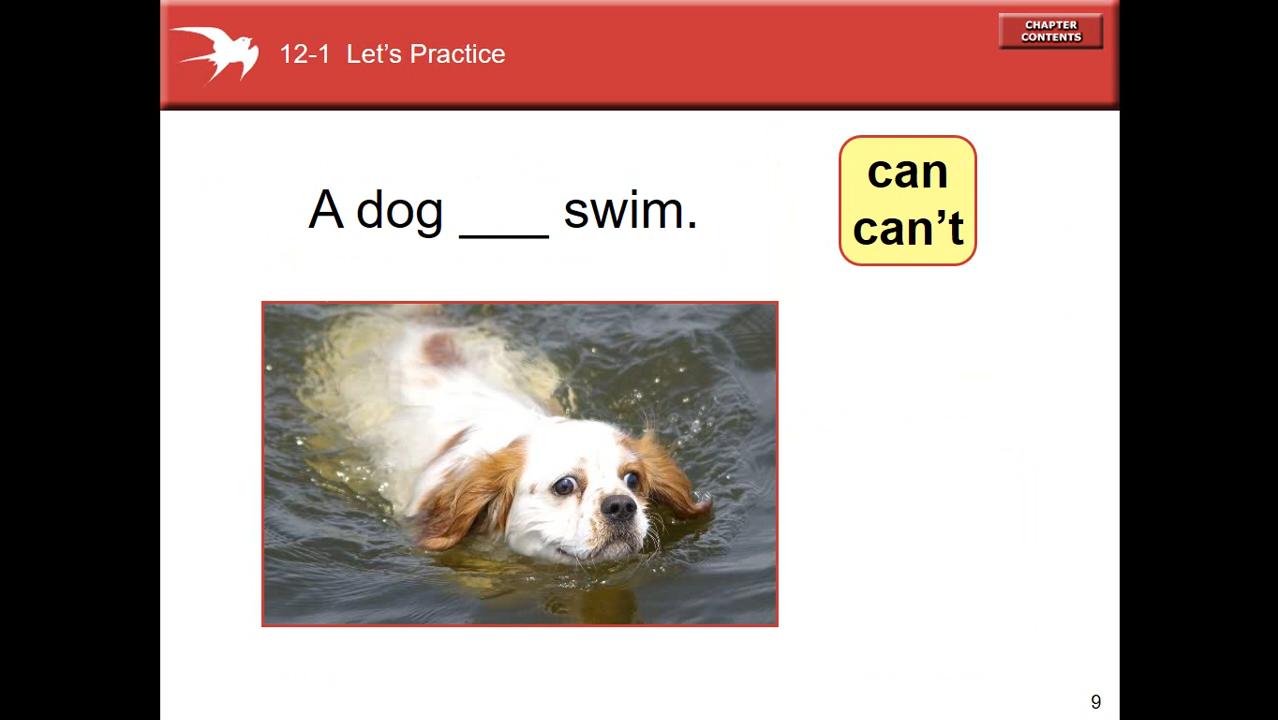 12-1 Let’s Practice
CHAPTER
CONTENTS
A dog ___ swim.
can
can’t
9